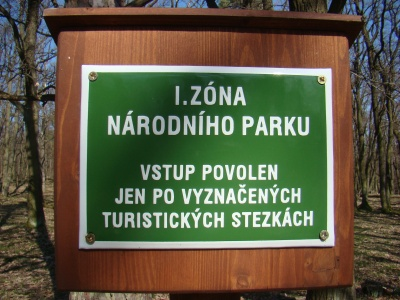 I.ZÓNA
NÁRODNÍHO PARKU
VSTUP POVOLEN
JEN PO VYZNAČENÝCH
TURISTICKÝCH STEZKÁCH